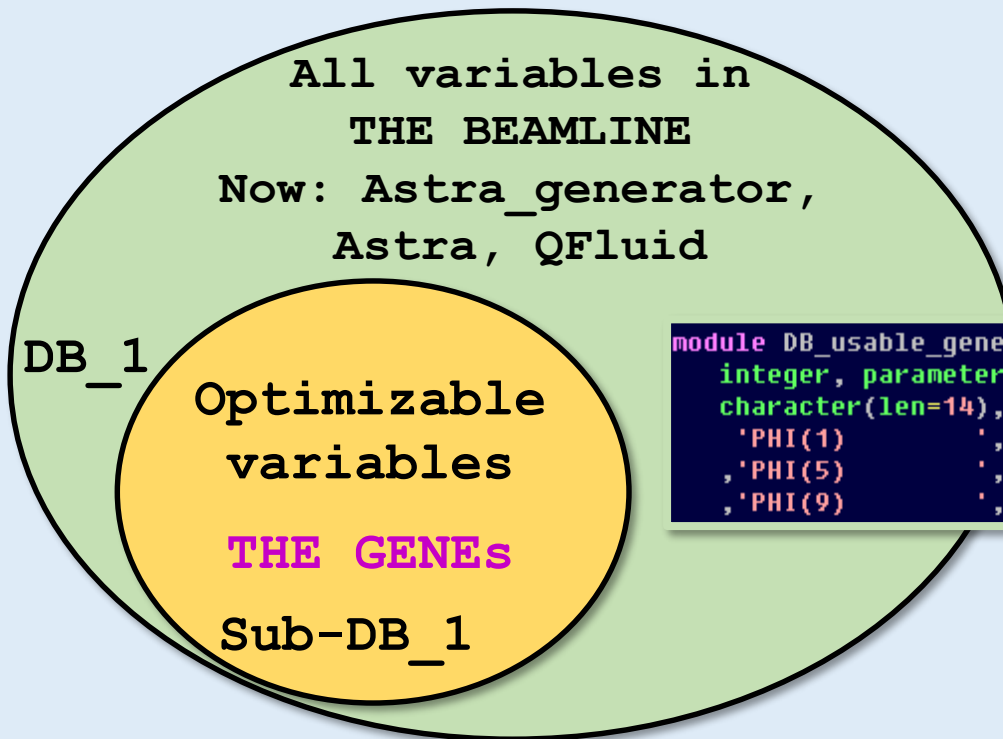 All variables in
THE BEAMLINE
Now: Astra_generator,
Astra, QFluid
DB_1
Optimizable
variables
THE GENEs
Sub-DB_1
module DB_usable_gene
integer, parameter
character(len=14),
'PHI(1)          ',
,'PHI(5)          ',
,'PHI(9)          ',